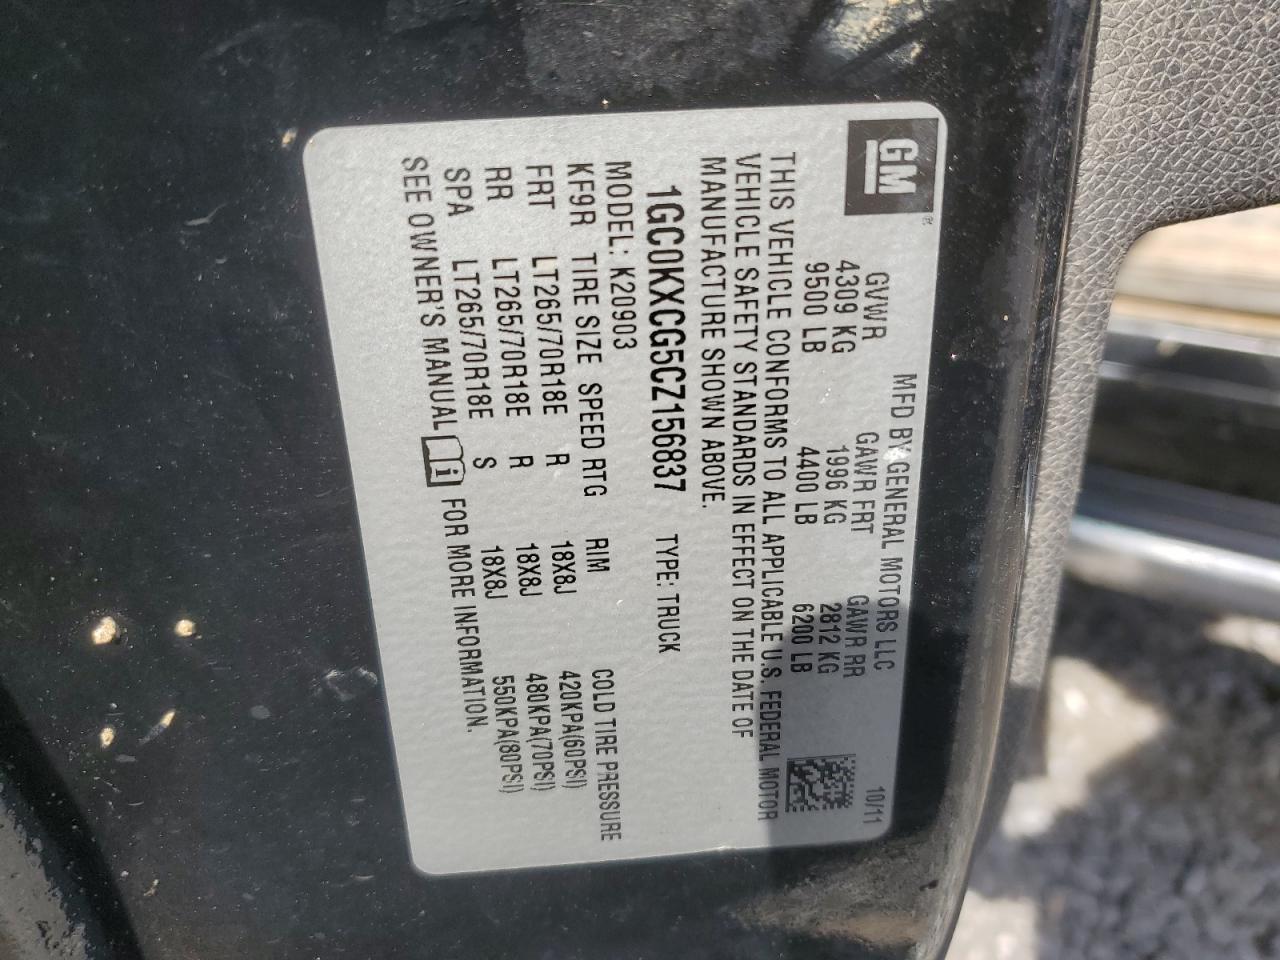 GM
MFD BY GENERAL MOTORS LLC 10/11
GVWR GAWR FRT GAWR RR
4309 KG 1996 KG 2812 KG
9500 LB 4400 LB 6200 LB
THIS VEHICLE CONFORMS TO ALL APPLICABLE U.S. FEDERAL MOTOR
VEHICLE SAFETY STANDARDS IN EFFECT ON THE DATE OF
MANUFACTURE SHOWN ABOVE.
1GC0KXCG5CZ156837 TYPE: TRUCK
MODEL: K20903
KF9R TIRE SIZE SPEED RTG RIM COLD TIRE PRESSURE
FRT LT265/70R18E R 18X8J 420KPA(60PSI)
RR LT265/70R18E R 18X8J 480KPA(70PSI)
SPA LT265/70R18E S 18X8J 550KPA(80PSI)
SEE OWNER'S MANUAL i FOR MORE INFORMATION.